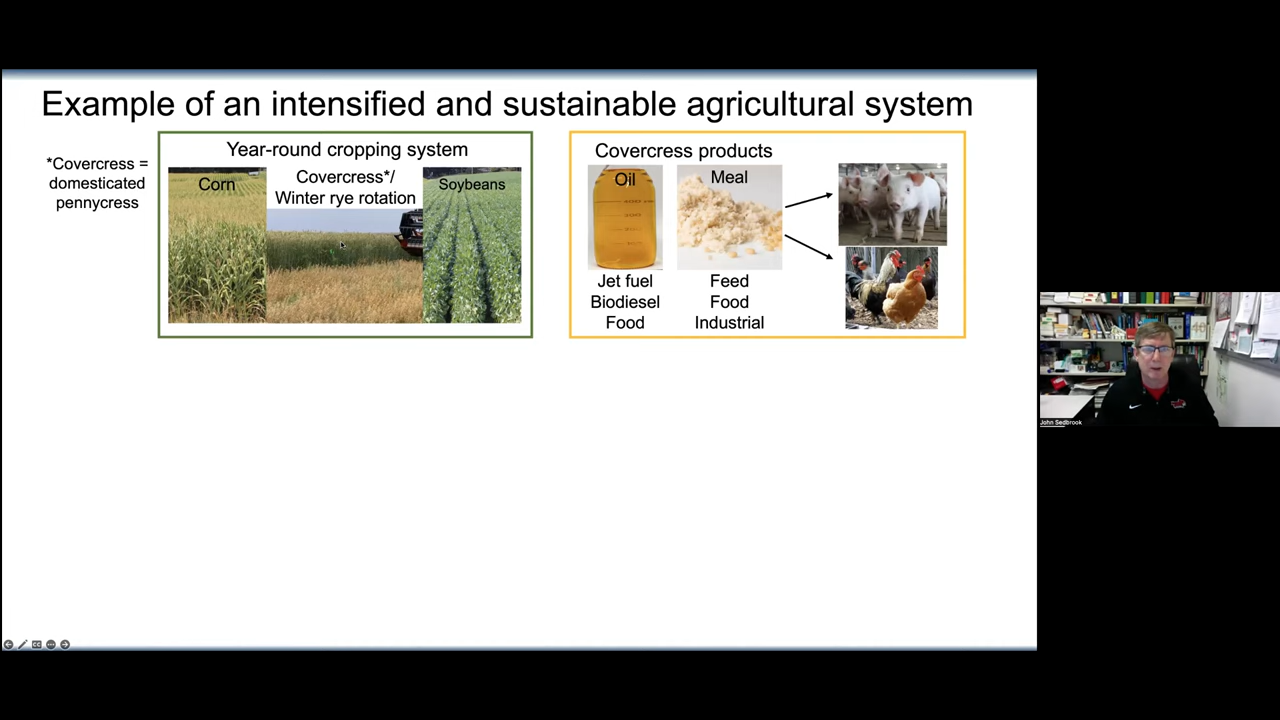 Example of an intensified and sustainable agricultural system
*Covercress =
domesticated
pennycress
Year-round cropping system
Corn
Covercress*/
Winter rye rotation
Soybeans
Covercress products
Oil
Meal
Jet fuel
Biodiesel
Food
Feed
Food
Industrial
John Sedbrook